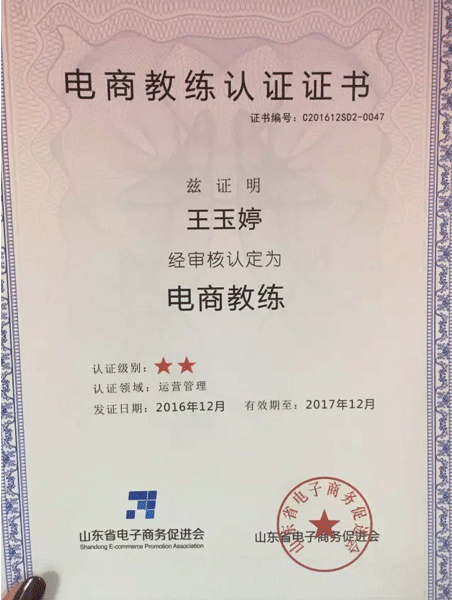 电商教练认证证书
证书编号：C201612SD2-0047
兹证明
王玉婷
经审核认定为
电商教练
认证级别：★★
认证领域：运营管理
发证日期：2016年12月 有效期至：2017年12月
山东省电子商务促进会
Shandong E-commerce Promotion Association
山东省电子商务促进会
山东省电子商务促进会